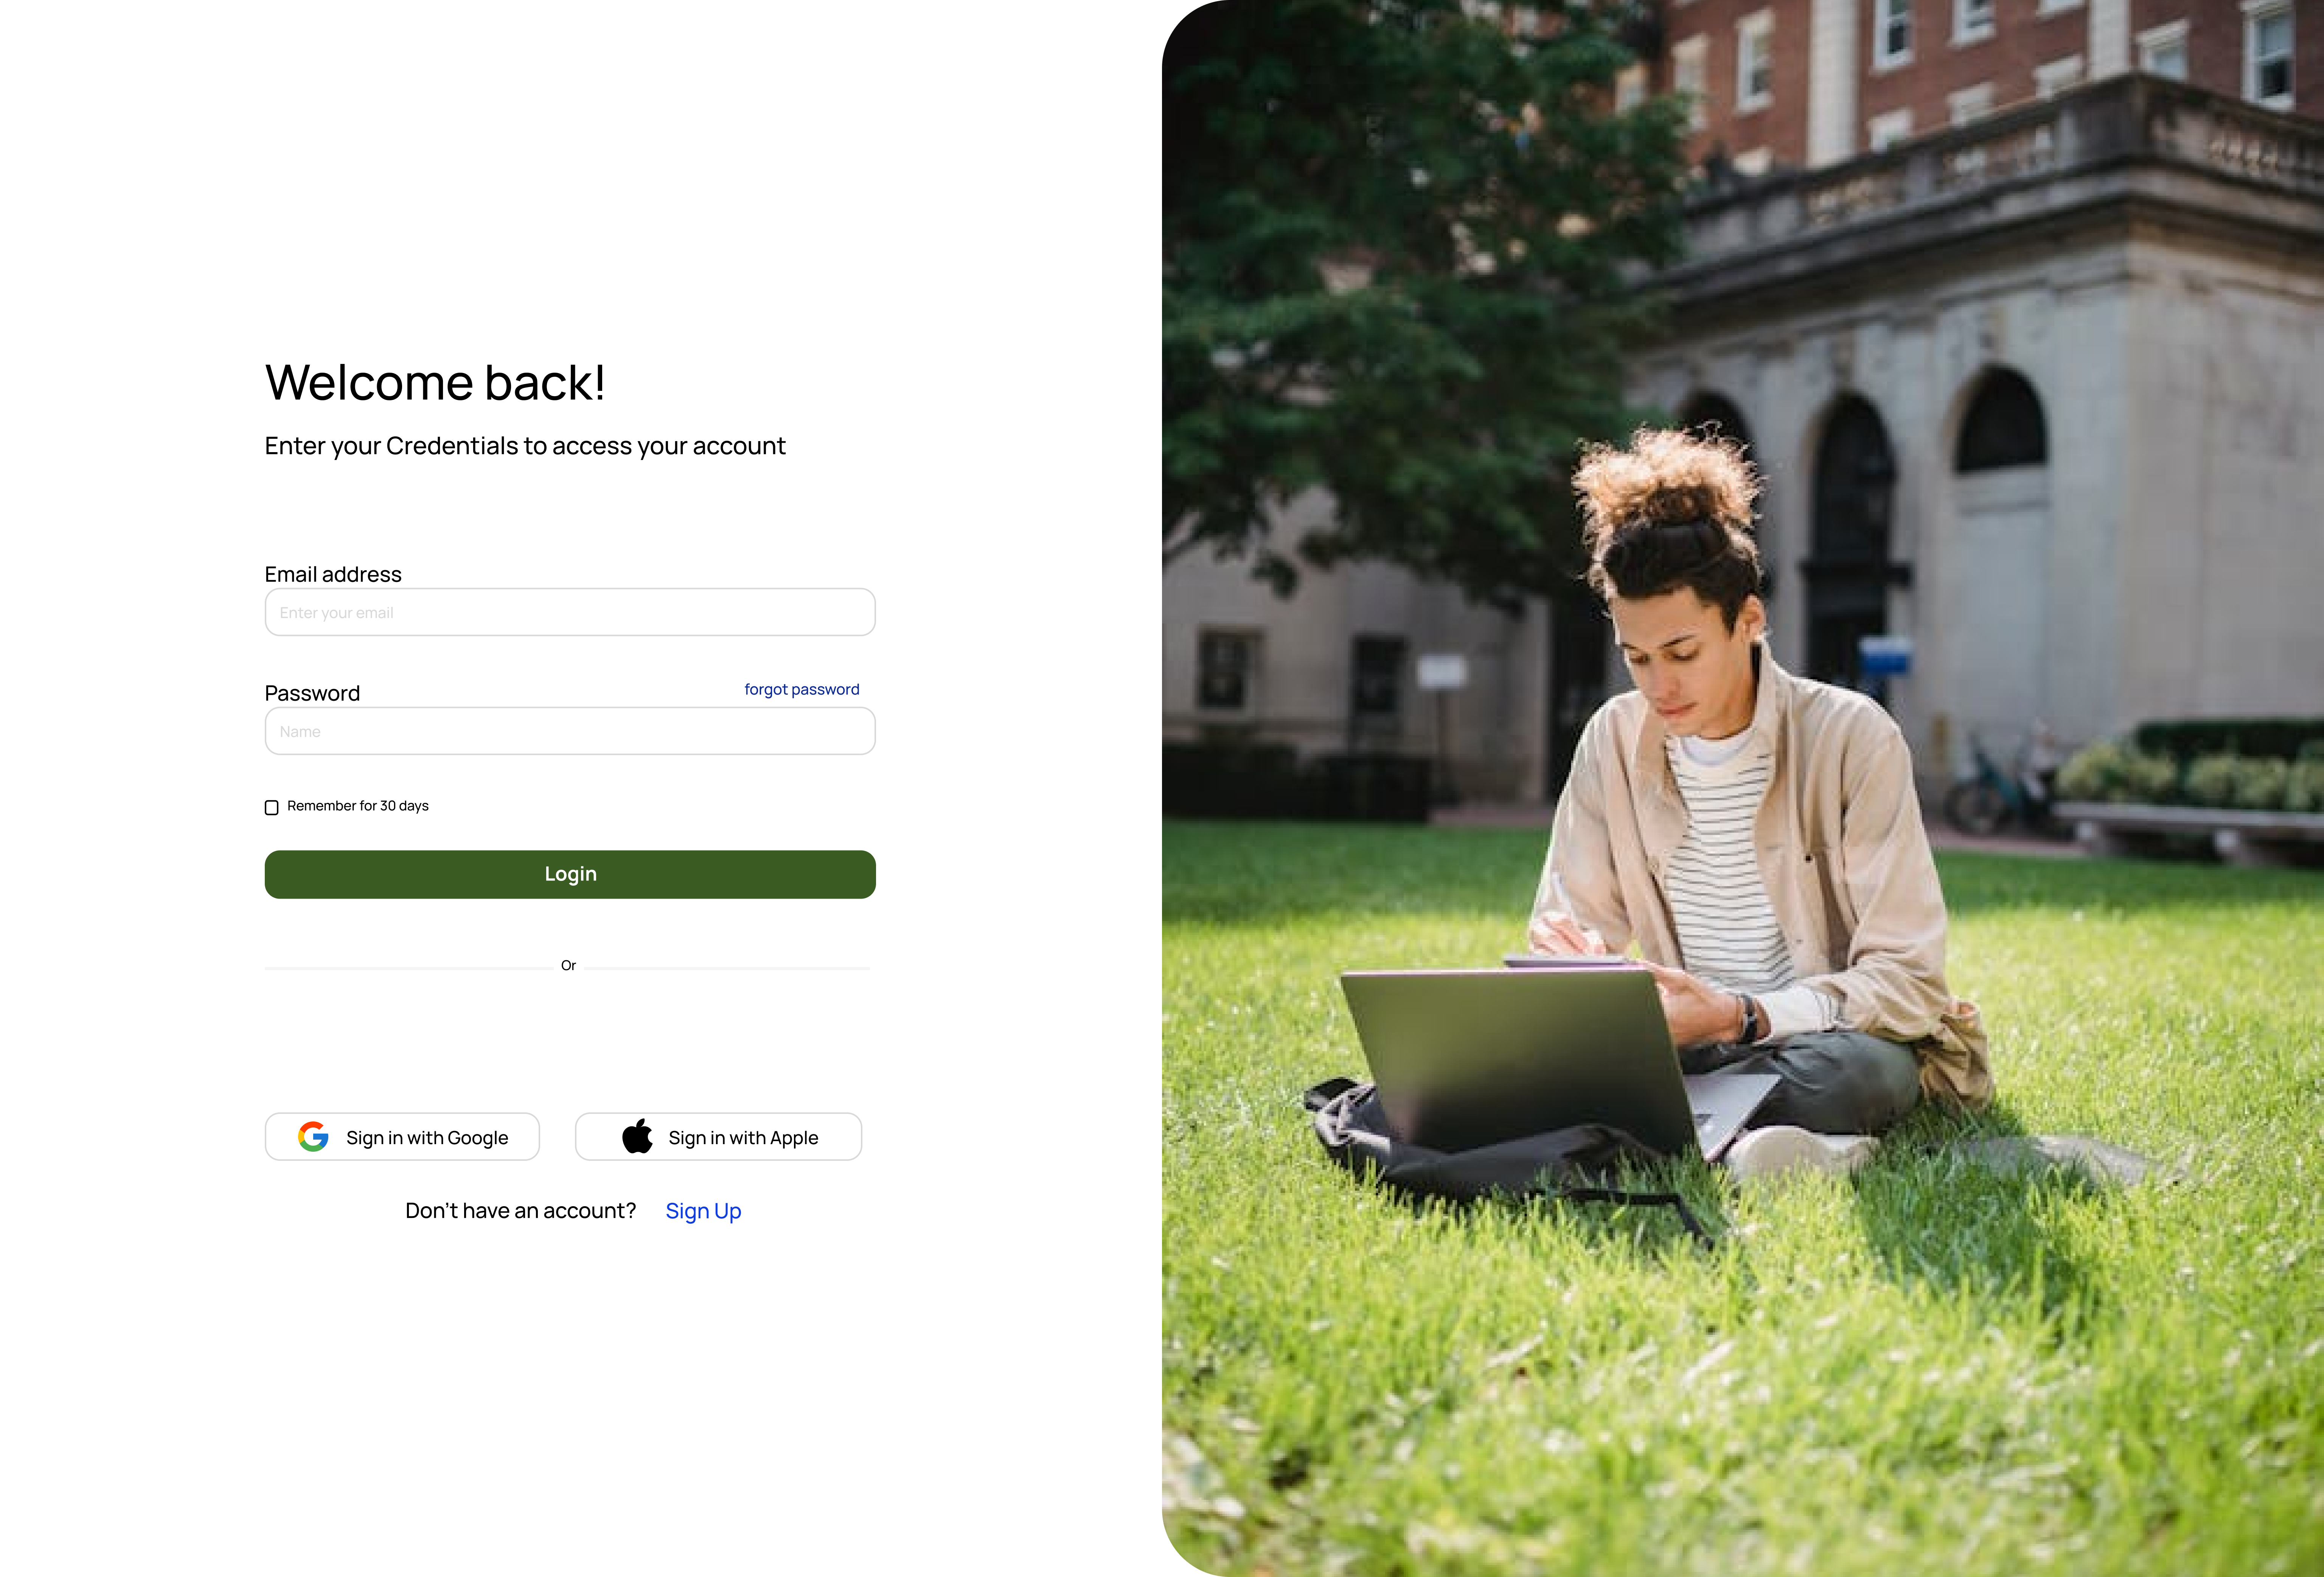 Welcome back!
Enter your Credentials to access your account
Email address
Enter your email
Password
forgot password
Name
Remember for 30 days
Login
Or
Sign in with Google
Sign in with Apple
Don't have an account?
Sign Up